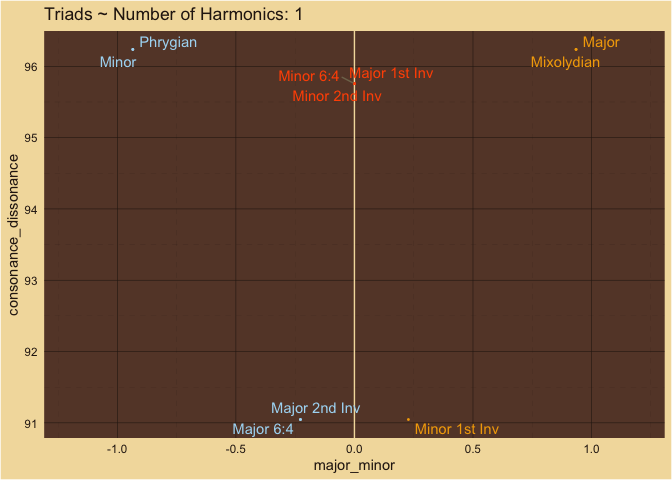 Triads ~ Number of Harmonics: 1
Phrygian
Minor
Major
Mixolydian
Minor 6:4
Major 1st Inv
Minor 2nd Inv
Major 2nd Inv
Major 6:4
Minor 1st Inv
96
95
94
93
92
91
consonance_dissonance
-1.0
-0.5
0.0
0.5
1.0
major_minor